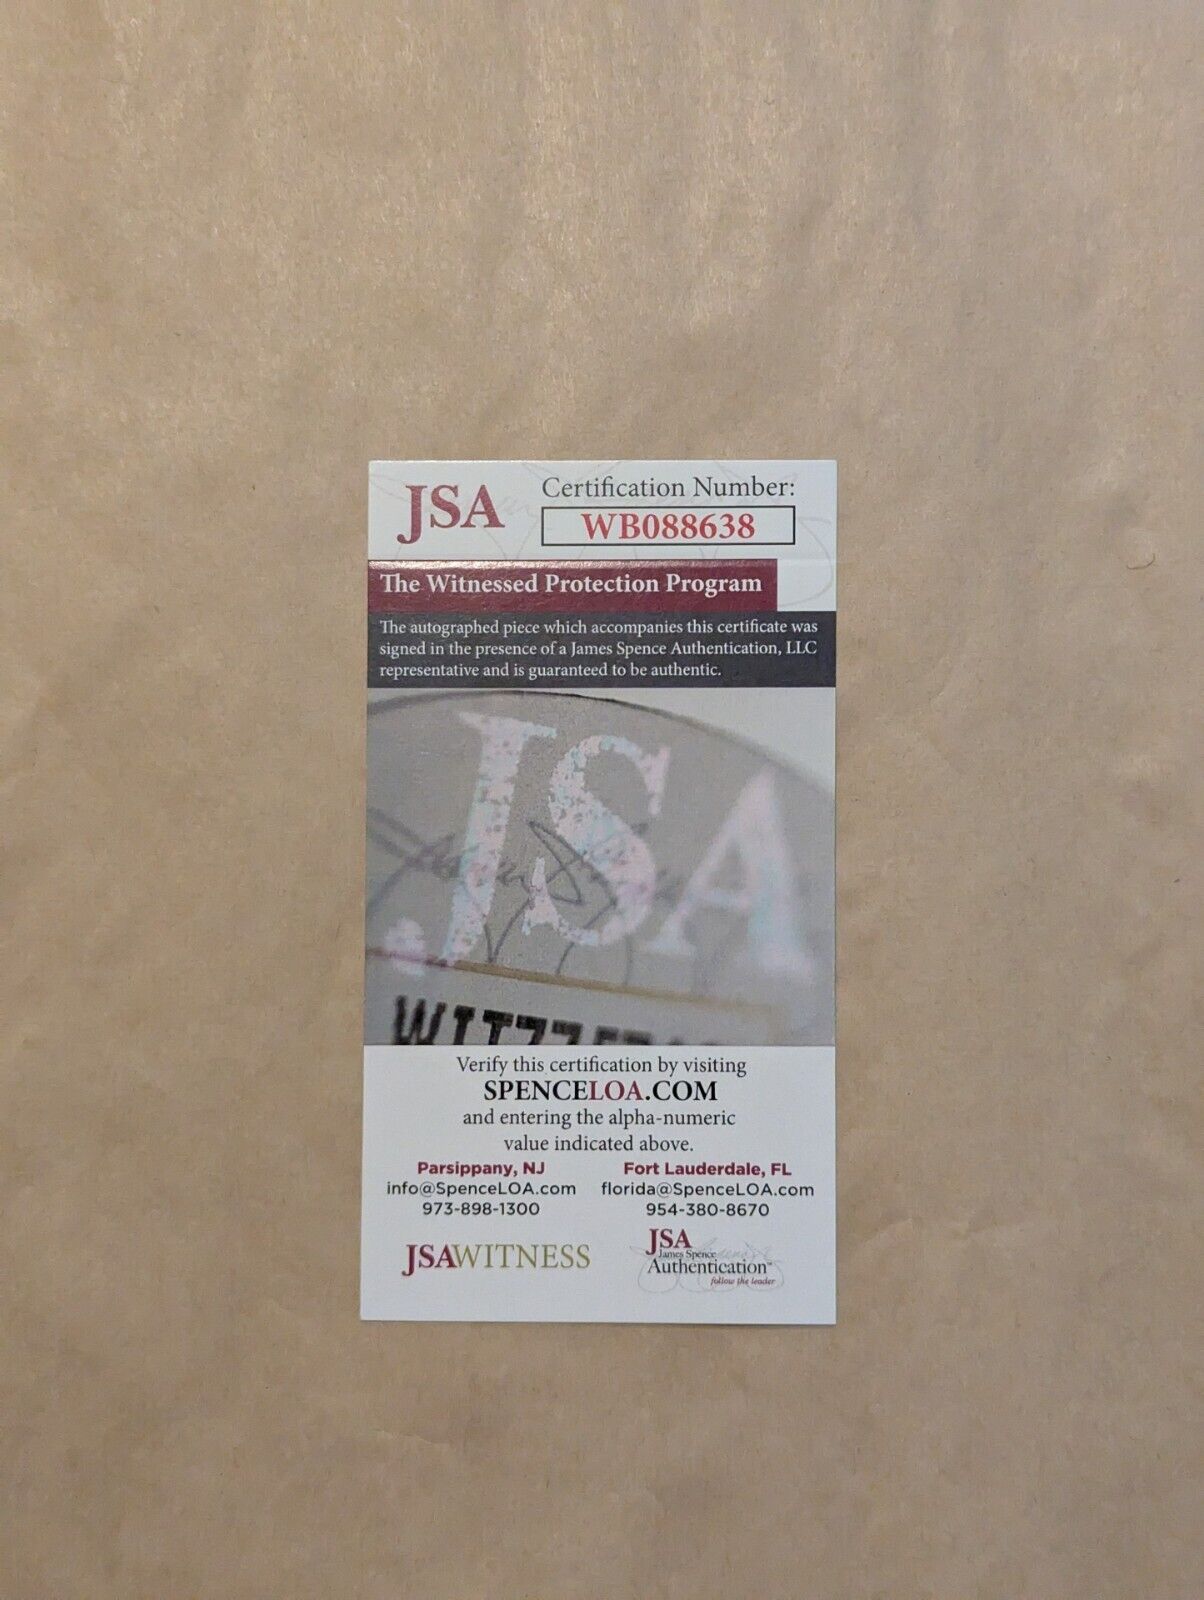 JSA
Certification Number:
WB088638
The Witnessed Protection Program
The autographed piece which accompanies this certificate was
signed in the presence of a James Spence Authentication, LLC
representative and is guaranteed to be authentic.
JSA
Verify this certification by visiting
SPENCELOA.COM
and entering the alpha-numeric
value indicated above.
Parsippany, NJ
info@SpenceLOA.com
973-898-1300
Fort Lauderdale, FL
florida@SpenceLOA.com
954-380-8670
JSAWITNESS
JSA
James Spence
Authentication™
follow the leader